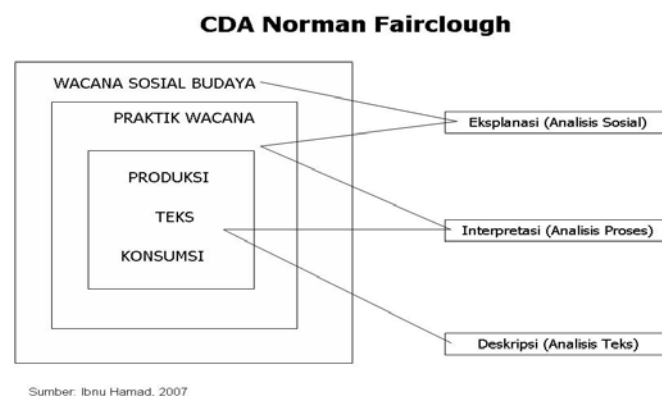 CDA Norman Fairclough
WACANA SOSIAL BUDAYA
PRAKTIK WACANA
PRODUKSI
TEKS
KONSUMSI
Eksplanasi (Analisis Sosial)
Interpretasi (Analisis Proses)
Deskripsi (Analisis Teks)
Sumber: Ibnu Hamad, 2007